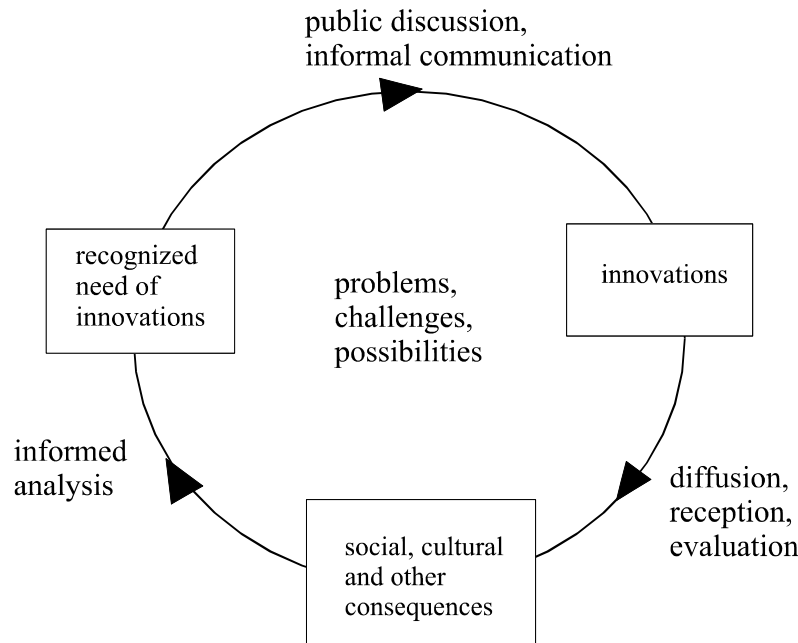 public discussion,
informal communication
recognized
need of
innovations
problems,
challenges,
possibilities
innovations
informed
analysis
diffusion,
reception,
evaluation
social, cultural
and other
consequences